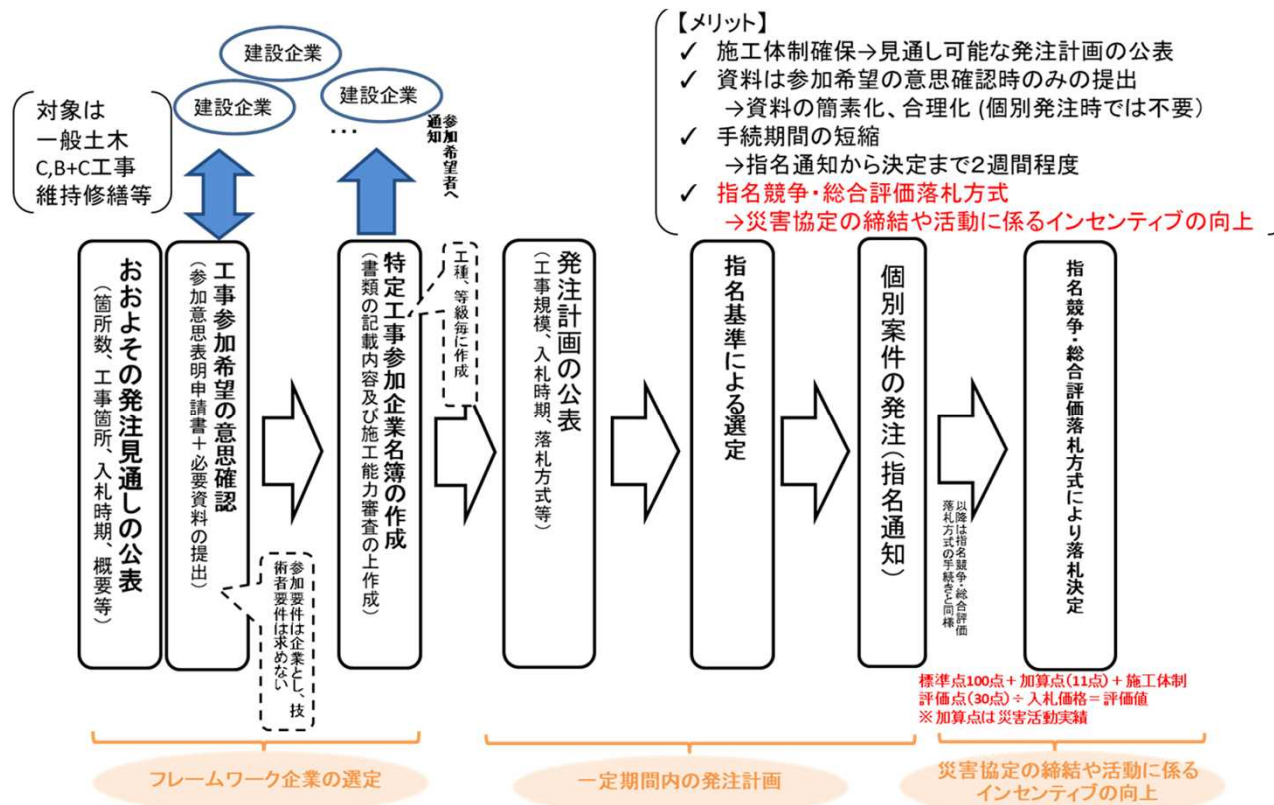 建設企業
建設企業
建設企業
…
対象は
一般土木
C,B+C工事
維持修繕等
参加希望者へ
通知
【メリット】
✓ 施工体制確保→見通し可能な発注計画の公表
✓ 資料は参加希望の意思確認時のみの提出
→資料の簡素化、合理化 (個別発注時では不要)
✓ 手続期間の短縮
→指名通知から決定まで2週間程度
✓ 指名競争・総合評価落札方式
→災害協定の締結や活動に係るインセンティブの向上
おおよその発注見通しの公表
(箇所数、工事箇所、入札時期、概要等)
工事参加希望の意思確認
(参加意思表明申請書+必要資料の提出)
参加要件は企業とし、技
術者要件は求めない
特定工事参加企業名簿の作成
(書類の記載内容及び施工能力審査の上作成)
工種、等級毎に作成
発注計画の公表
(工事規模、入札時期、落札方式等)
指名基準による選定
個別案件の発注(指名通知)
以降は指名競争・総合評価
落札方式の手続きと同様
指名競争・総合評価落札方式により落札決定
標準点100点+加算点(11点)+施工体制
評価点(30点)÷入札価格=評価値
※加算点は災害活動実績
フレームワーク企業の選定
一定期間内の発注計画
災害協定の締結や活動に係る
インセンティブの向上